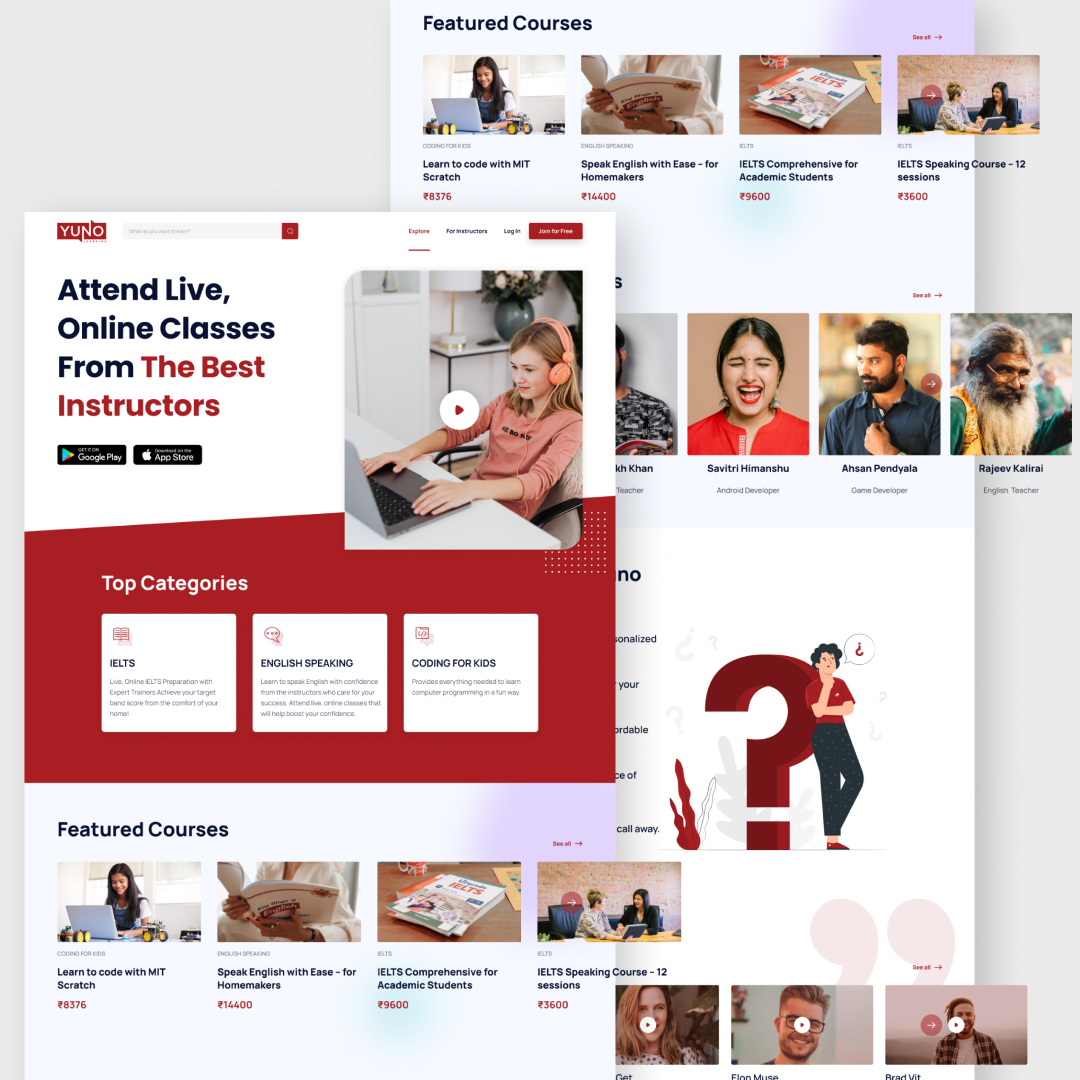 Featured Courses
See all
CODING FOR KIDS
Learn to code with MIT
Scratch
₹8376
ENGLISH SPEAKING
Speak English with Ease – for
Homemakers
₹14400
IELTS
IELTS Comprehensive for
Academic Students
₹9600
IELTS
IELTS Speaking Course – 12
sessions
₹3600
English
IELTS
s
See all
kh Khan
Teacher
Savitri Himanshu
Android Developer
Ahsan Pendyala
Game Developer
Rajeev Kalirai
English Teacher
YUNO
LEARNING
What do you want to learn?
Explore
For Instructors
Log In
Join for Free
Attend Live,
Online Classes
From The Best
Instructors
GET IT ON
Google Play
Download on the
App Store
Top Categories
IELTS
Live, Online IELTS Preparation with
Expert Trainers Achieve your target
band score from the comfort of your
home!
ENGLISH SPEAKING
Learn to speak English with confidence
from the instructors who care for your
success. Attend live, online classes that
will help boost your confidence.
CODING FOR KIDS
Provides everything needed to learn
computer programming in a fun way.
uno
rsonalized
your
ordable
ce of
call away.
Featured Courses
See all
CODING FOR KIDS
Learn to code with MIT
Scratch
₹8376
ENGLISH SPEAKING
Speak English with Ease – for
Homemakers
₹14400
IELTS
IELTS Comprehensive for
Academic Students
₹9600
IELTS
IELTS Speaking Course – 12
sessions
₹3600
English
IELTS
See all
Get
Elon Muse
Brad Vit